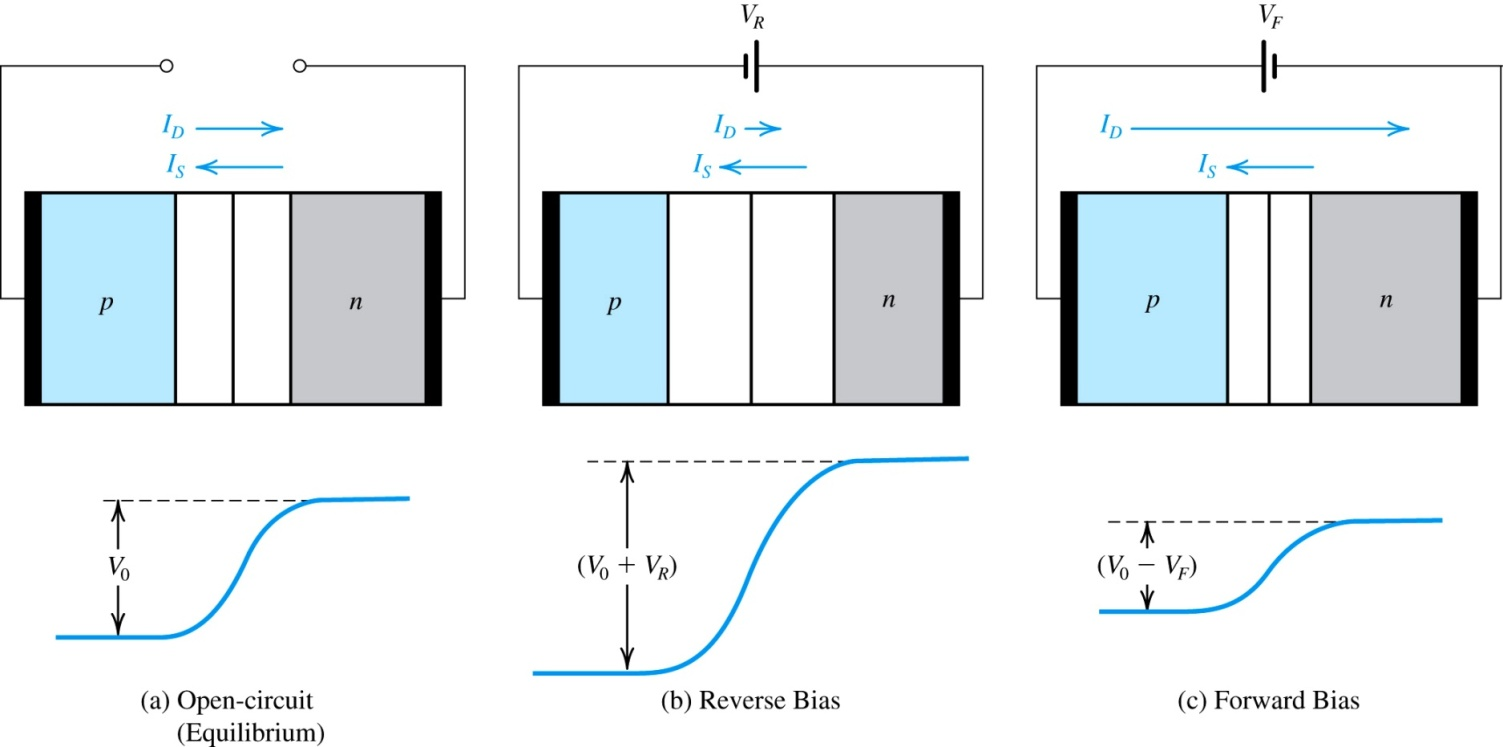 V_R
V_F
I_D
I_D
I_D
I_S
I_S
I_S
p
n
p
n
p
n
V_0
(V_0 + V_R)
(V_0 − V_F)
(a) Open-circuit
(Equilibrium)
(b) Reverse Bias
(c) Forward Bias